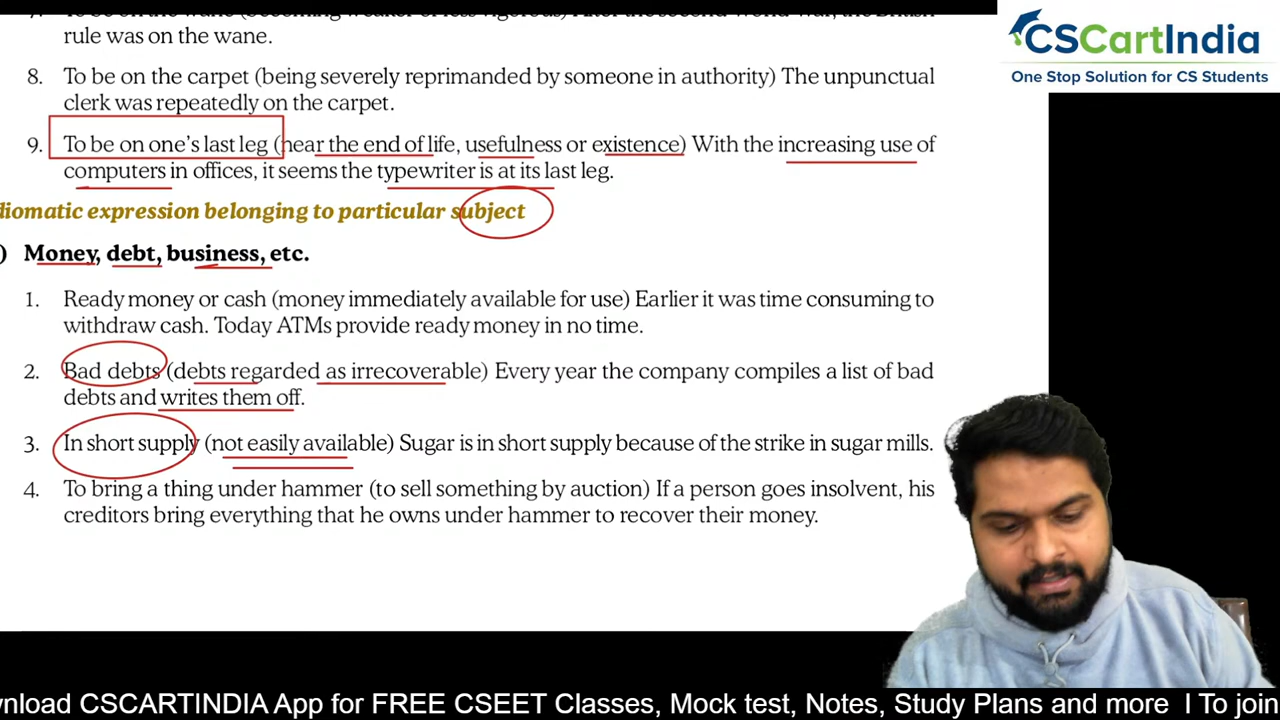 rule was on the wane.
8. To be on the carpet (being severely reprimanded by someone in authority) The unpunctual
clerk was repeatedly on the carpet.
9. To be on one's last leg (near the end of life, usefulness or existence) With the increasing use of
computers in offices, it seems the typewriter is at its last leg.
diomatic expression belonging to particular subject
) Money, debt, business, etc.
1. Ready money or cash (money immediately available for use) Earlier it was time consuming to
withdraw cash. Today ATMs provide ready money in no time.
2. Bad debts (debts regarded as irrecoverable) Every year the company compiles a list of bad
debts and writes them off.
3. In short supply (not easily available) Sugar is in short supply because of the strike in sugar mills.
4. To bring a thing under hammer (to sell something by auction) If a person goes insolvent, his
creditors bring everything that he owns under hammer to recover their money.
CSCartIndia
One Stop Solution for CS Students
wnload CSCARTINDIA App for FREE CSEET Classes, Mock test, Notes, Study Plans and more I To join